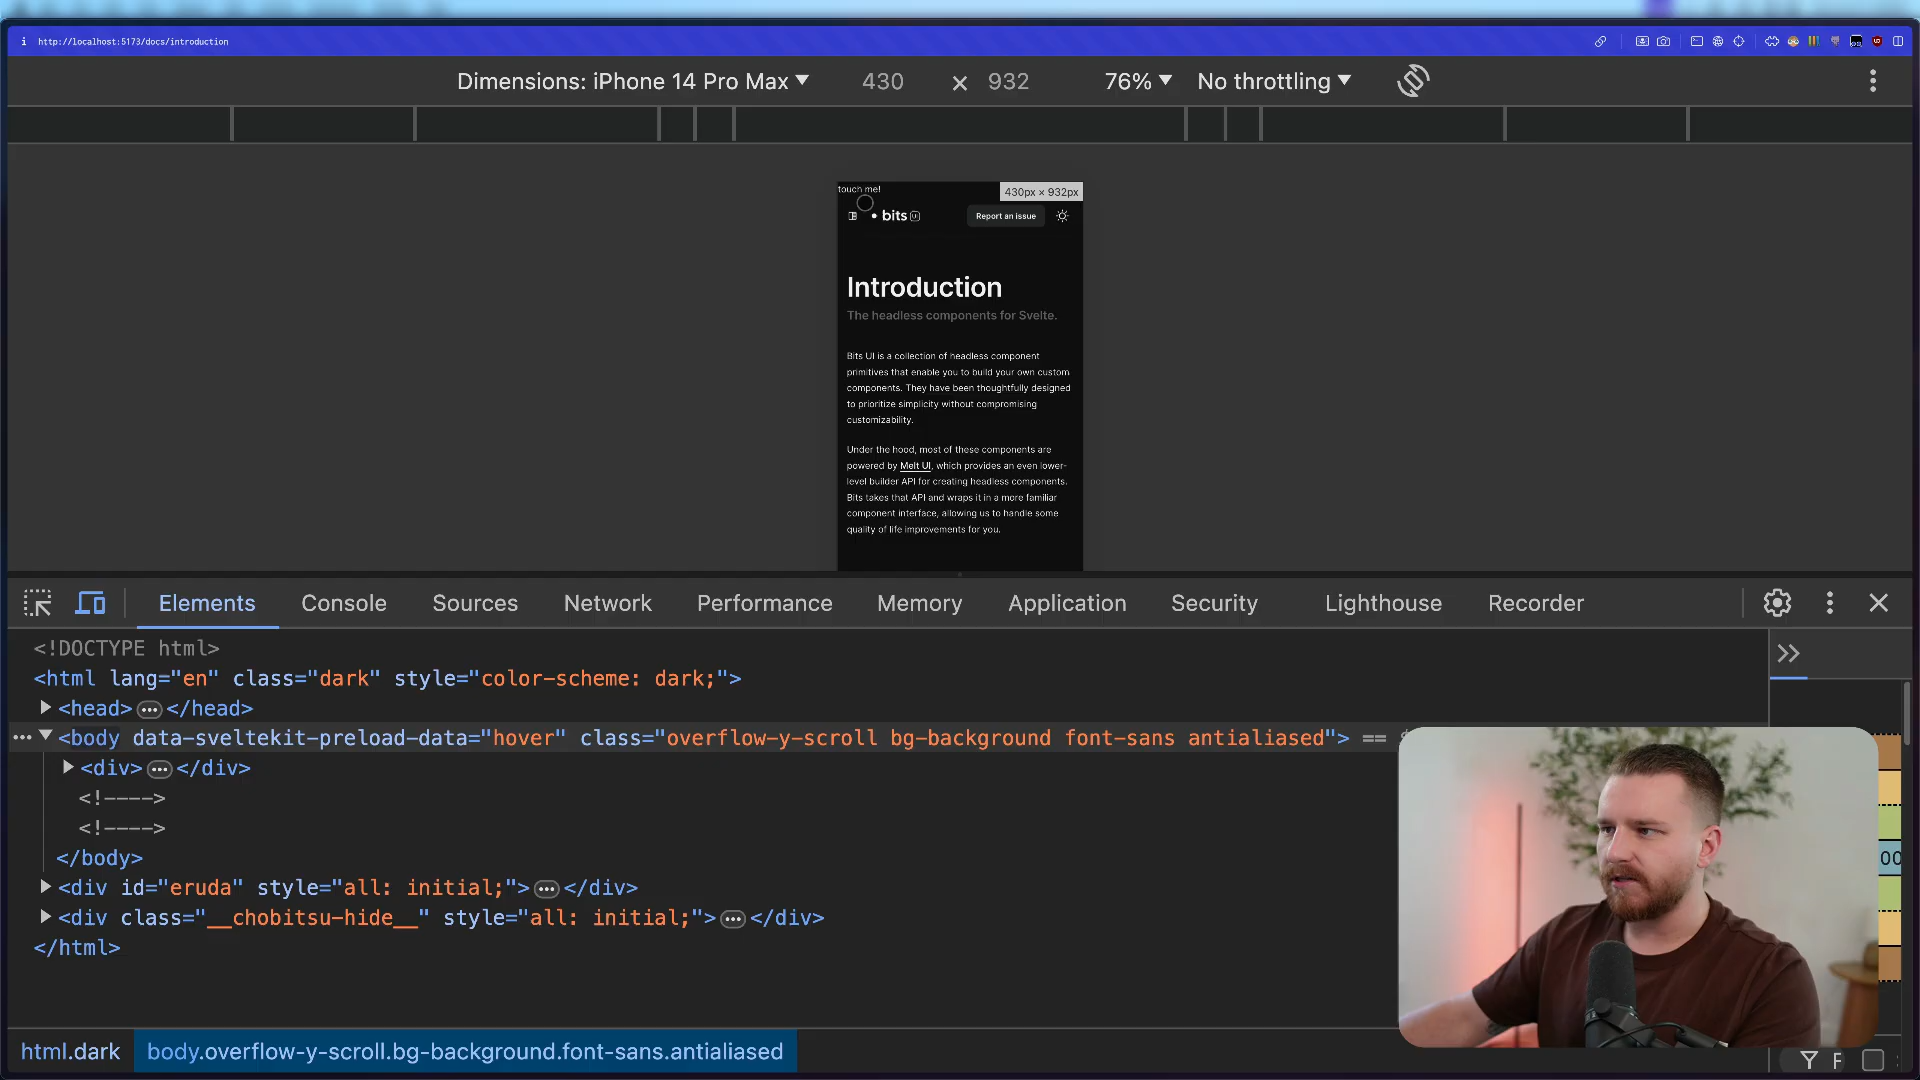 http://localhost:5173/docs/introduction
Dimensions: iPhone 14 Pro Max 430 × 932 76% No throttling
touch me!
430px × 932px
bits UI Report an issue
Introduction
The headless components for Svelte.
Bits UI is a collection of headless component
primitives that enable you to build your own custom
components. They have been thoughtfully designed
to prioritize simplicity without compromising
customizability.
Under the hood, most of these components are
powered by Melt UI, which provides an even lower-
level builder API for creating headless components.
Bits takes that API and wraps it in a more familiar
component interface, allowing us to handle some
quality of life improvements for you.
Elements Console Sources Network Performance Memory Application Security Lighthouse Recorder
<!DOCTYPE html>
<html lang="en" class="dark" style="color-scheme: dark;">
<head> ••• </head>
••• <body data-sveltekit-preload-data="hover" class="overflow-y-scroll bg-background font-sans antialiased"> ==
<div> ••• </div>
<!---->
<!---->
</body>
<div id="eruda" style="all: initial;"> ••• </div>
<div class="__chobitsu-hide__" style="all: initial;"> ••• </div>
</html>
html.dark body.overflow-y-scroll.bg-background.font-sans.antialiased